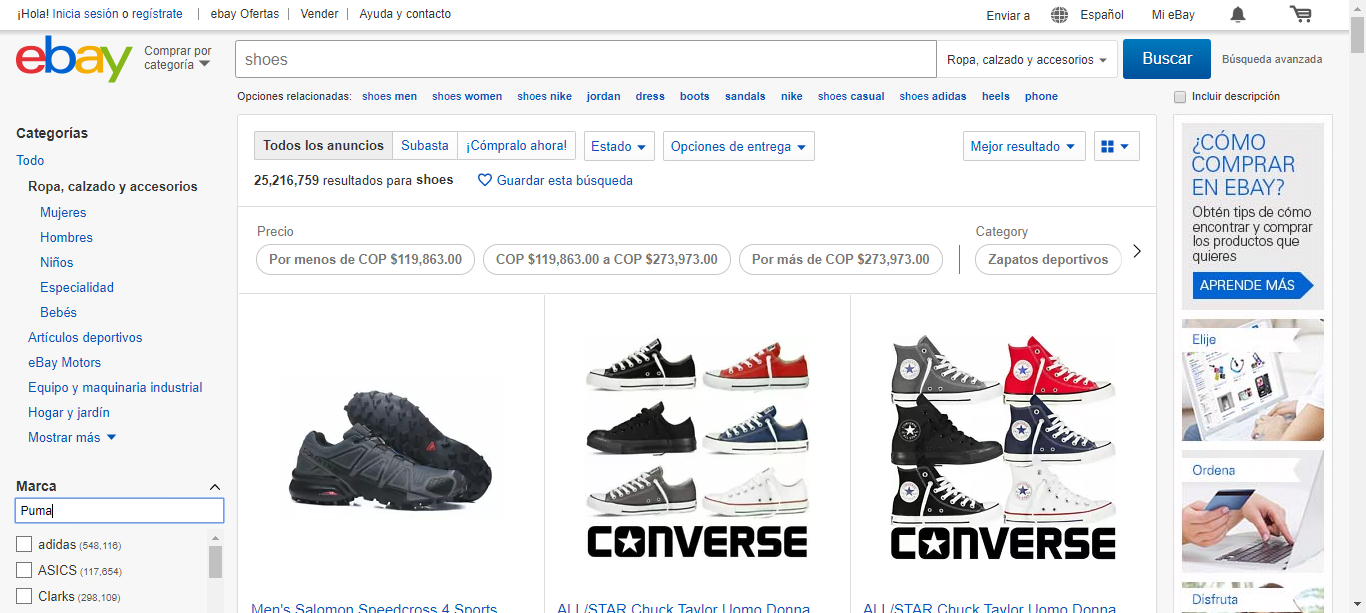 ¡Hola! Inicia sesión o regístrate | ebay Ofertas | Vender | Ayuda y contacto
Enviar a Español Mi eBay
ebay
Comprar por
categoría
shoes
Ropa, calzado y accesorios
Buscar
Búsqueda avanzada
Opciones relacionadas: shoes men shoes women shoes nike jordan dress boots sandals nike shoes casual shoes adidas heels phone
Incluir descripción
Categorías
Todo
Ropa, calzado y accesorios
Mujeres
Hombres
Niños
Especialidad
Bebés
Artículos deportivos
eBay Motors
Equipo y maquinaria industrial
Hogar y jardín
Mostrar más
Marca
Puma
adidas (548,116)
ASICS (117,654)
Clarks (298,109)
Todos los anuncios
Subasta
¡Cómpralo ahora!
Estado
Opciones de entrega
Mejor resultado
25,216,759 resultados para shoes
Guardar esta búsqueda
Precio
Por menos de COP $119,863.00
COP $119,863.00 a COP $273,973.00
Por más de COP $273,973.00
Category
Zapatos deportivos
CONVERSE
CONVERSE
Men's Salomon Speedcross 4 Sports
ALL/STAR Chuck Taylor Uomo Donna
ALL/STAR Chuck Taylor Uomo Donna
¿CÓMO
COMPRAR
EN EBAY?
Obtén tips de cómo
encontrar y comprar
los productos que
quieres
APRENDE MÁS
Elije
Ordena
Disfruta